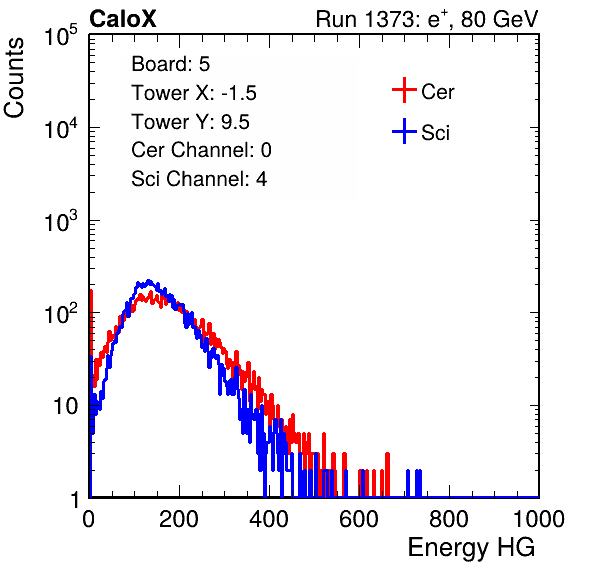 CaloX Run 1373: e⁺, 80 GeV
Counts
Board: 5
Tower X: -1.5
Tower Y: 9.5
Cer Channel: 0
Sci Channel: 4
Cer
Sci
10⁵
10⁴
10³
10²
10
1
0 200 400 600 800 1000
Energy HG